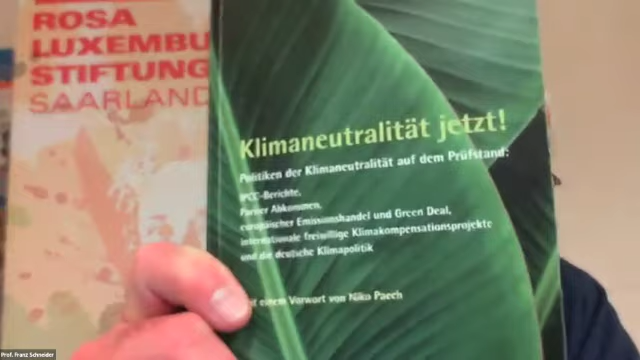 ROSA
LUXEMBU
STIFTUNG
SAARLAND
Klimaneutralität jetzt!
Politiken der Klimaneutralität auf dem Prüfstand:
IPCC-Berichte,
Pariser Abkommen,
europäischer Emissionshandel und Green Deal,
internationale freiwillige Klimakompensationsprojekte
und die deutsche Klimapolitik
it einem Vorwort von Niko Paech
Prof. Franz Schneider